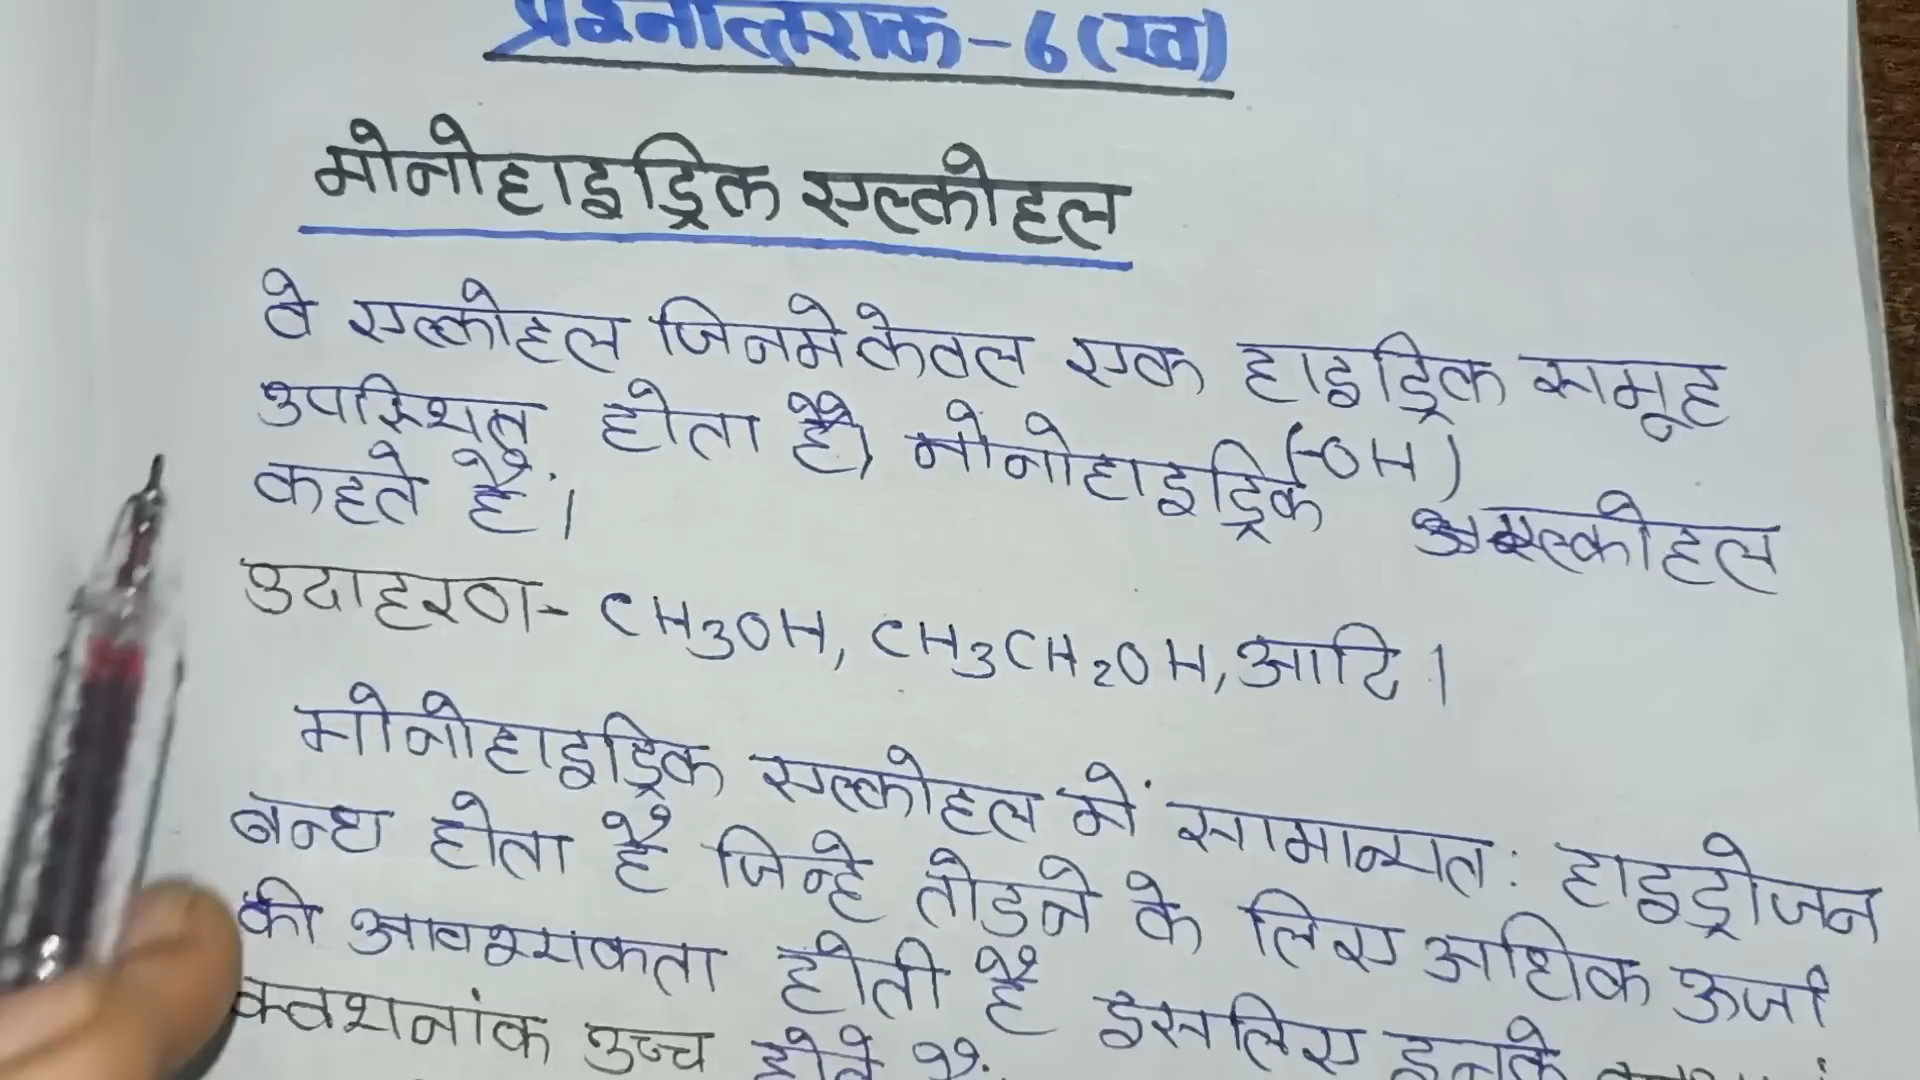 प्रश्नोत्तराक-6(ख)
मोनोहाइड्रिक एल्कोहल
वे एल्कोहल जिनमे केवल एक हाइड्रिक समूह
(-OH)
उपस्थित होता है, मोनोहाइड्रिक एल्कोहल
कहते हैं।
उदाहरण- CH3OH, CH3CH2OH, आदि।
मोनोहाइड्रिक एल्कोहल में सामान्यत: हाइड्रोजन
बन्ध होता है जिन्हे तोडने के लिए अधिक ऊर्जा
की आवश्यकता होती है इसलिए इनके
क्वथनांक उच्च होते हैं